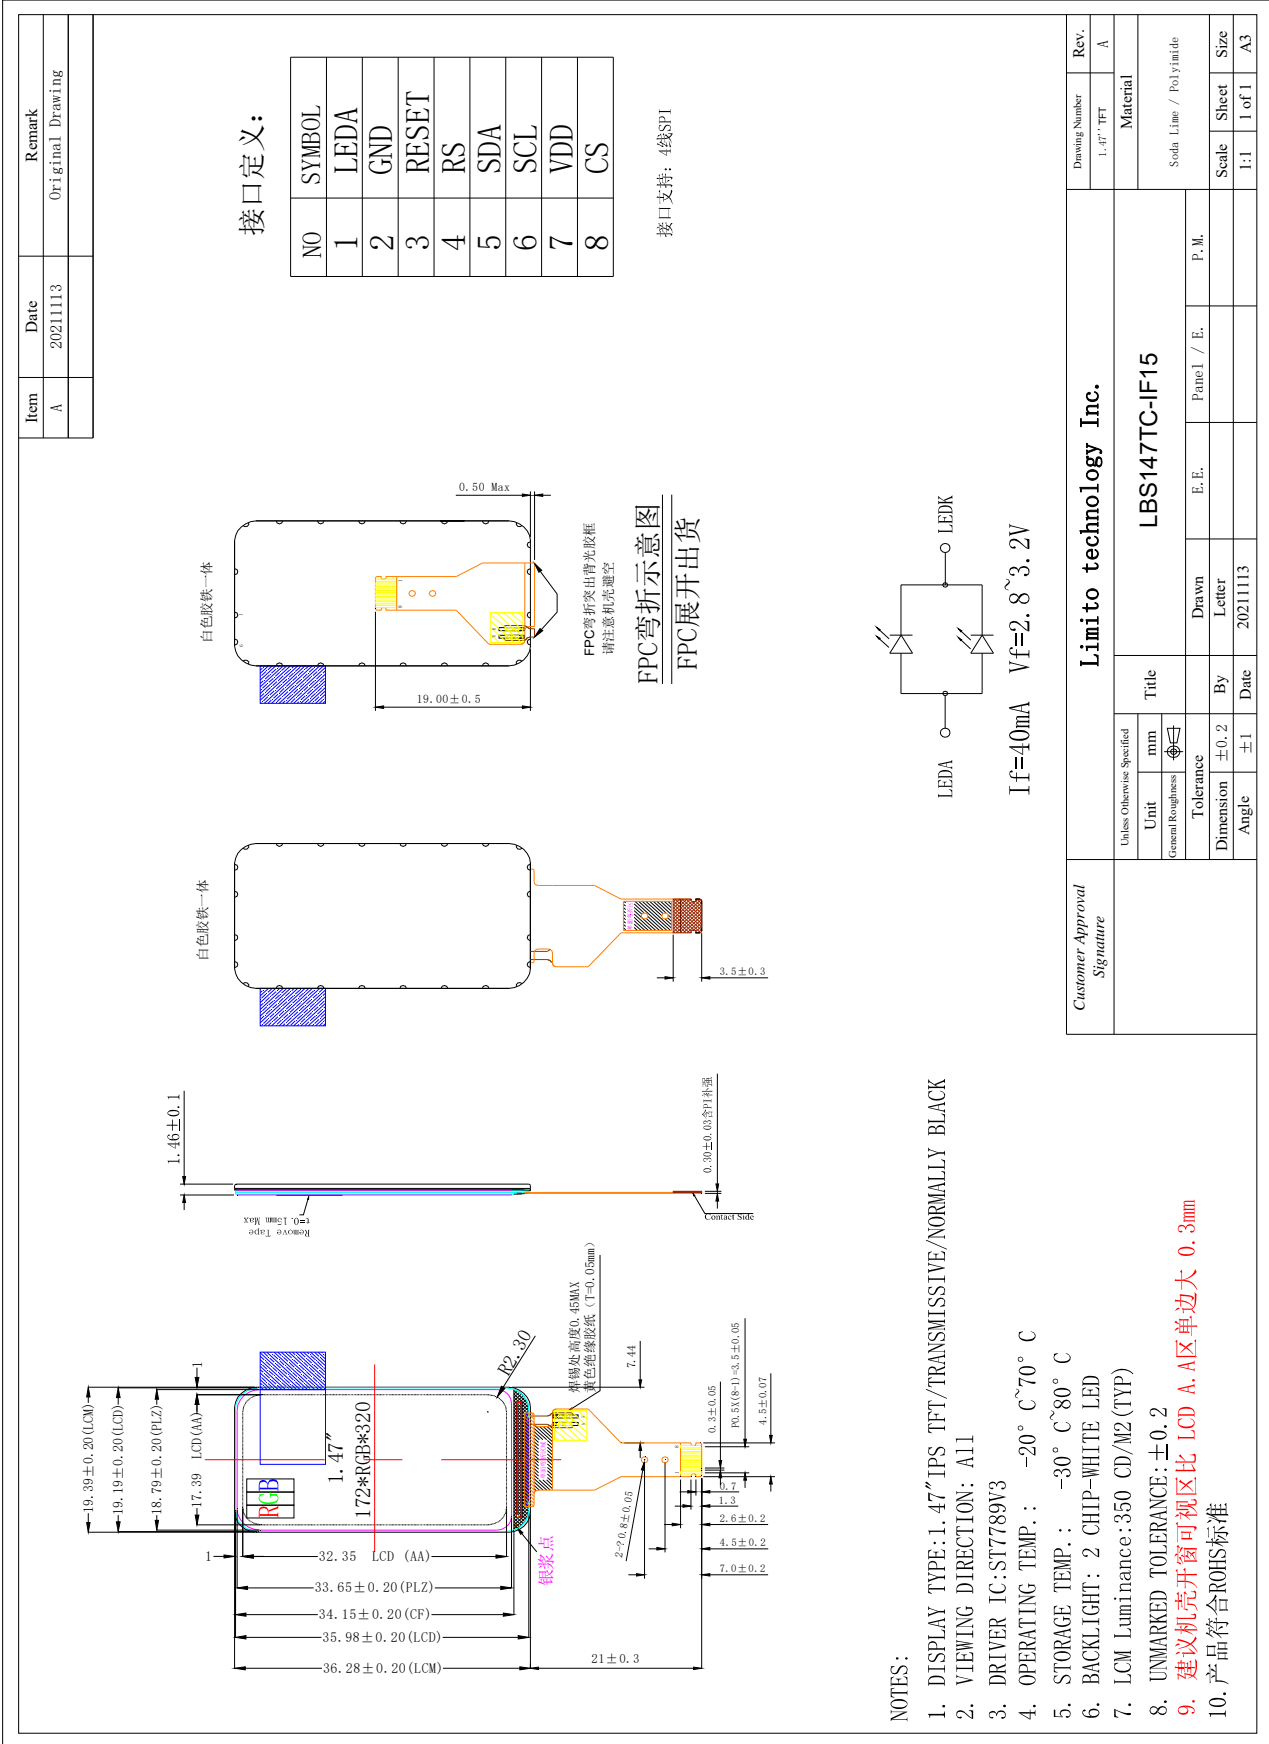 Item Date Remark
A 20211113 Original Drawing
接口定义:
NO SYMBOL
1 LEDA
2 GND
3 RESET
4 RS
5 SDA
6 SCL
7 VDD
8 CS
接口支持: 4线SPI
19.39±0.20(LCM)
19.19±0.20(LCD)
18.79±0.20(PLZ)
17.39 LCD(AA)
1
1
32.35 LCD (AA)
33.65±0.20(PLZ)
34.15±0.20(CF)
35.98±0.20(LCD)
36.28±0.20(LCM)
21±0.3
RGB
1.47"
172*RGB*320
R2.30
银浆点
焊锡处高度0.45MAX
黄色绝缘胶纸 (T=0.05mm)
7.44
2-?0.8±0.05
0.3±0.05
P0.5X(8-1)=3.5±0.05
4.5±0.07
0.7
1.3
2.6±0.2
4.5±0.2
7.0±0.2
1.46±0.1
Remove Tape
t=0.15mm Max
0.30±0.03含PI补强
Contact Side
白色胶铁一体
3.5±0.3
白色胶铁一体
0.50 Max
19.00±0.5
FPC弯折突出背光胶框
请注意机壳避空
FPC弯折示意图
FPC展开出货
LEDA
LEDK
If=40mA Vf=2.8~3.2V
NOTES:
1. DISPLAY TYPE:1.47"IPS TFT/TRANSMISSIVE/NORMALLY BLACK
2. VIEWING DIRECTION: All
3. DRIVER IC:ST7789V3
4. OPERATING TEMP.: -20° C~70° C
5. STORAGE TEMP.: -30° C~80° C
6. BACKLIGHT: 2 CHIP-WHITE LED
7. LCM Luminance:350 CD/M2(TYP)
8. UNMARKED TOLERANCE:±0.2
9. 建议机壳开窗可视区比 LCD A.A区单边大 0.3mm
10.产品符合ROHS标准
Customer Approval
Signature
Limito technology Inc.
Drawing Number Rev.
1.47'' TFT A
Unless Otherwise Specified
Unit mm
General Roughness
Tolerance
Dimension ±0.2
Angle ±1
Title
LBS147TC-IF15
Material
Soda Lime / Polyimide
Drawn E.E. Panel / E. P.M.
By Letter
Date 20211113
Scale Sheet Size
1:1 1 of 1 A3